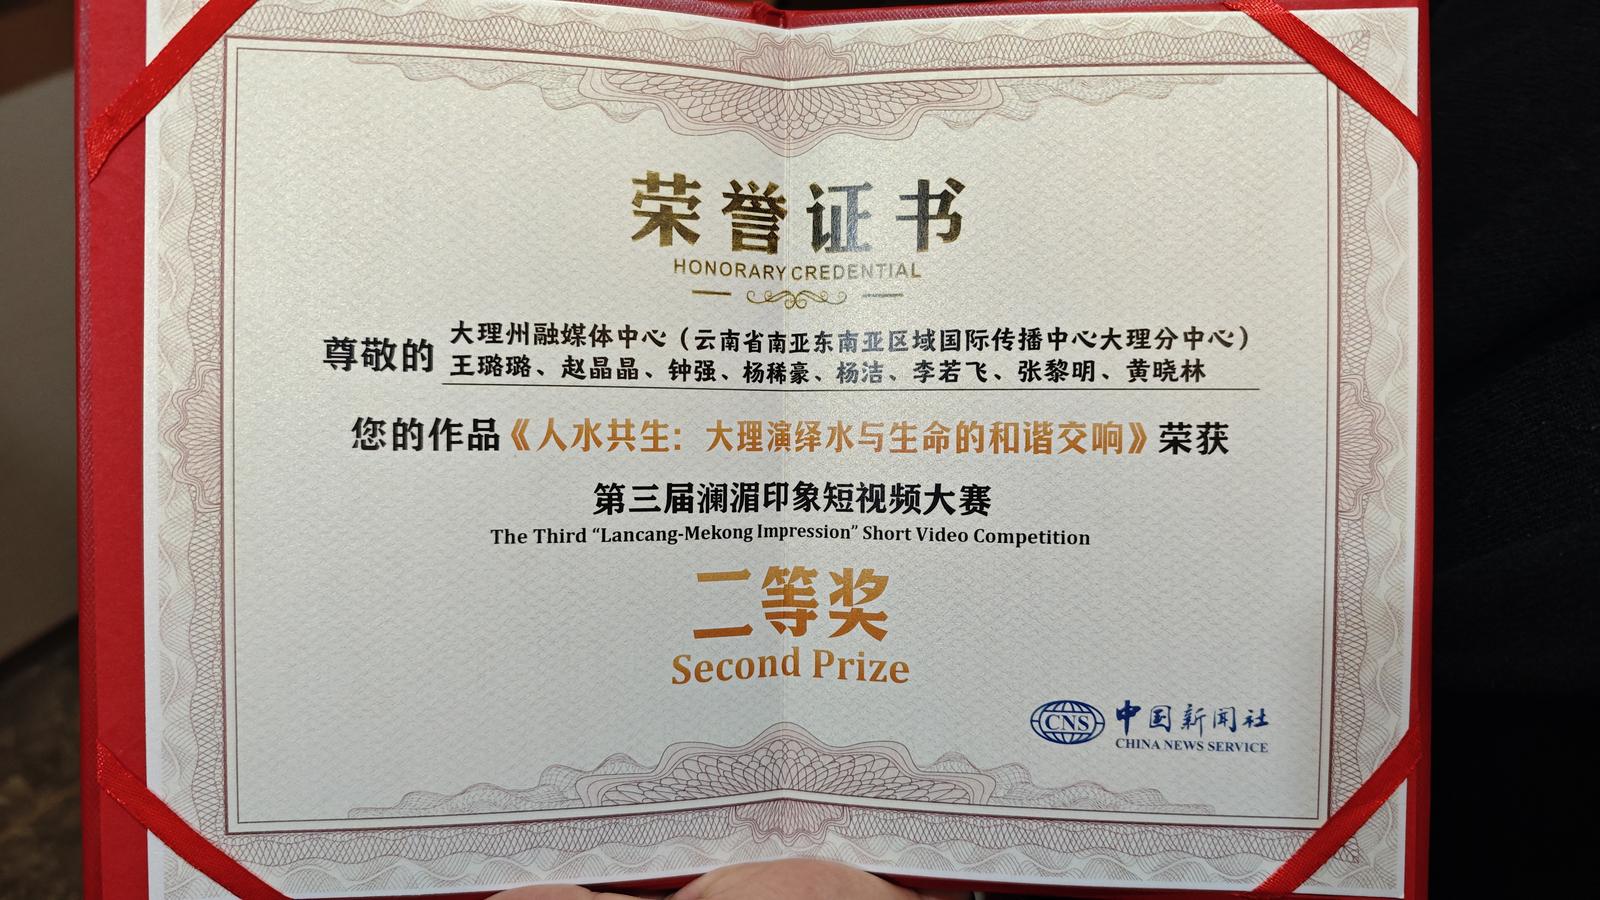 荣誉证书
HONORARY CREDENTIAL
尊敬的
大理州融媒体中心（云南省南亚东南亚区域国际传播中心大理分中心）
王璐璐、赵晶晶、钟强、杨稀豪、杨洁、李若飞、张黎明、黄晓林
您的作品《人水共生：大理演绎水与生命的和谐交响》荣获
第三届澜湄印象短视频大赛
The Third “Lancang-Mekong Impression” Short Video Competition
二等奖
Second Prize
CNS 中国新闻社
CHINA NEWS SERVICE